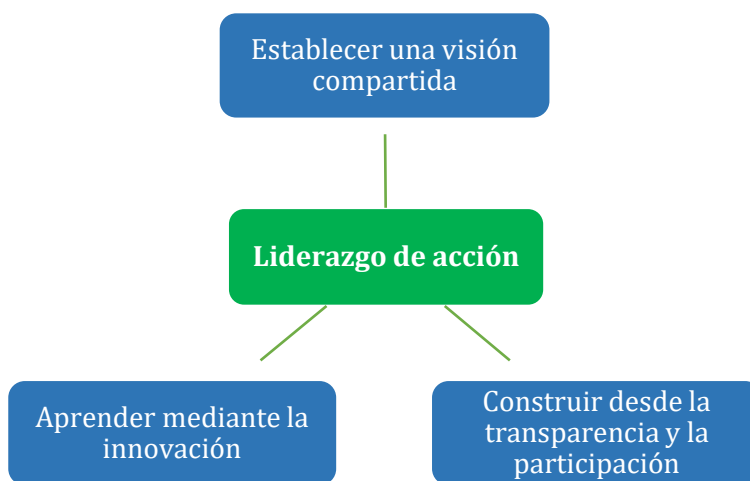 Establecer una visión
compartida
Liderazgo de acción
Aprender mediante la
innovación
Construir desde la
transparencia y la
participación